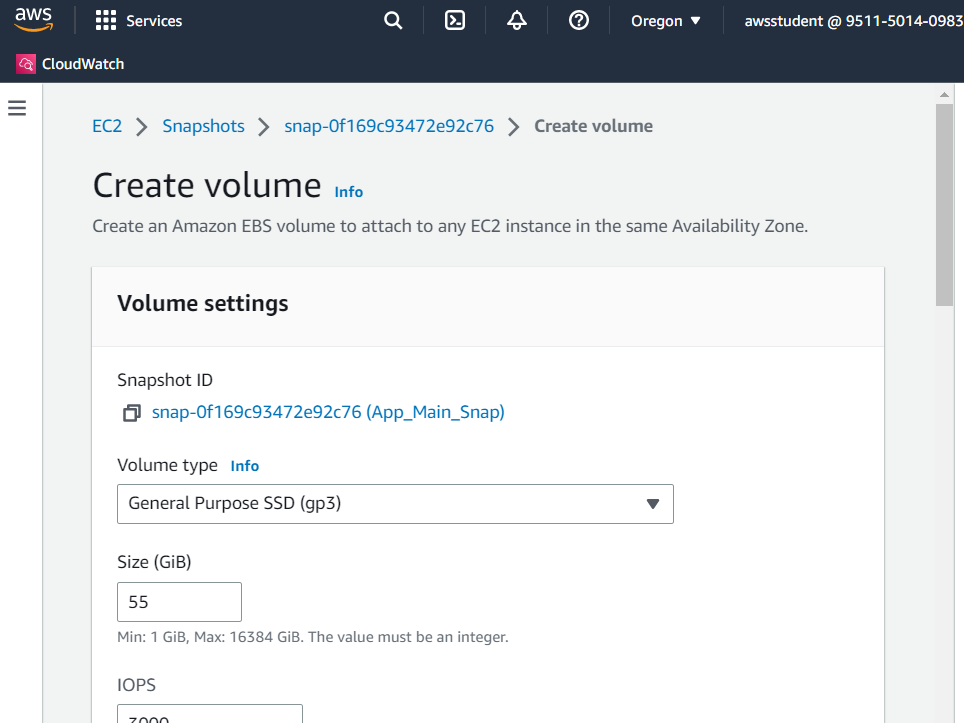 aws Services Oregon awsstudent @ 9511-5014-0983
CloudWatch
EC2 Snapshots snap-0f169c93472e92c76 Create volume
Create volume Info
Create an Amazon EBS volume to attach to any EC2 instance in the same Availability Zone.
Volume settings
Snapshot ID
snap-0f169c93472e92c76 (App_Main_Snap)
Volume type Info
General Purpose SSD (gp3)
Size (GiB)
55
Min: 1 GiB, Max: 16384 GiB. The value must be an integer.
IOPS
3000